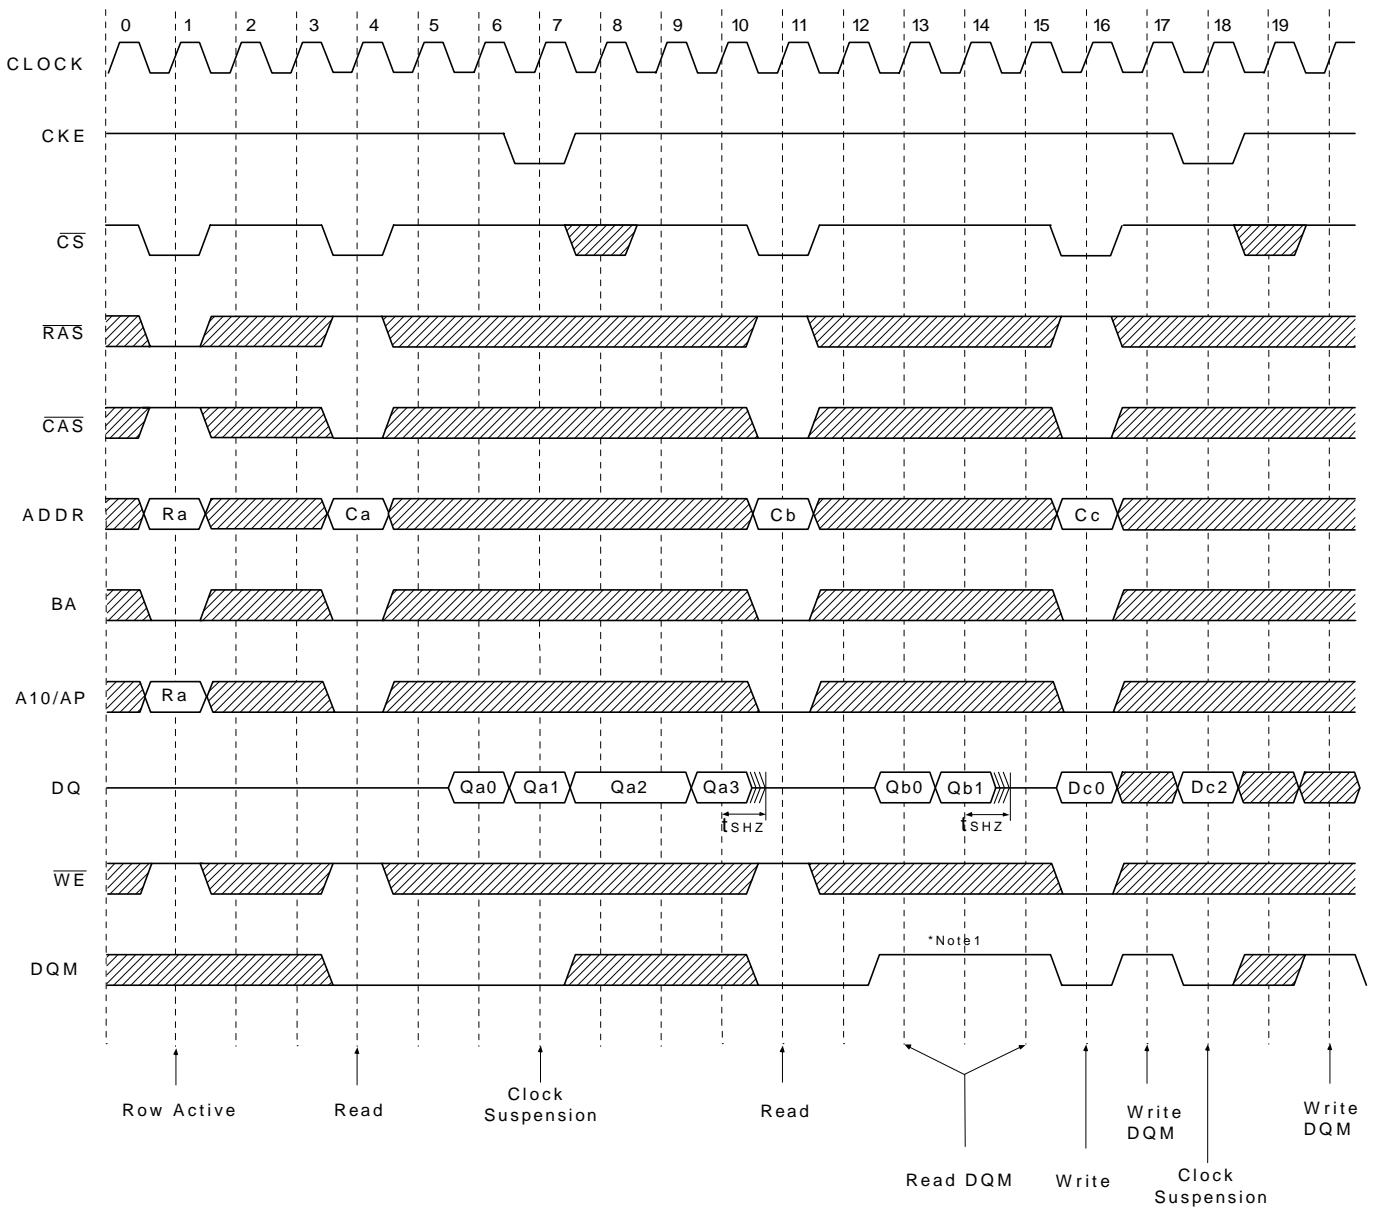 0 1 2 3 4 5 6 7 8 9 10 11 12 13 14 15 16 17 18 19
CLOCK
CKE
CS
RAS
CAS
ADDR Ra Ca Cb Cc
BA
A10/AP Ra
DQ Qa0 Qa1 Qa2 Qa3 Qb0 Qb1 Dc0 Dc2
tSHZ tSHZ
WE
*Note1
DQM
Row Active
Read
Clock
Suspension
Read
Read DQM
Write
Write
DQM
Clock
Suspension
Write
DQM